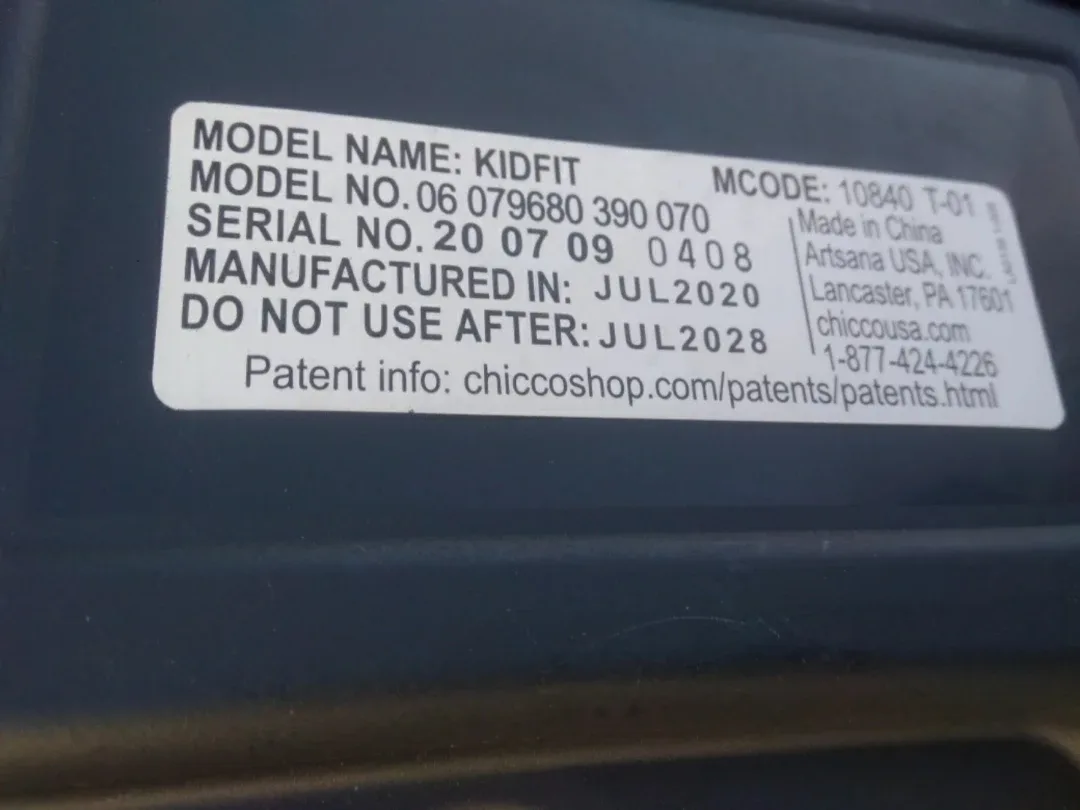 MODEL NAME: KIDFIT
MCODE: 10840 T-01
MODEL NO. 06 079680 390 070
SERIAL NO. 20 07 09 0408
MANUFACTURED IN: JUL2020
DO NOT USE AFTER: JUL2028
Made in China
Artsana USA, INC.
Lancaster, PA 17601
chiccousa.com
1-877-424-4226
Patent info: chiccoshop.com/patents/patents.html